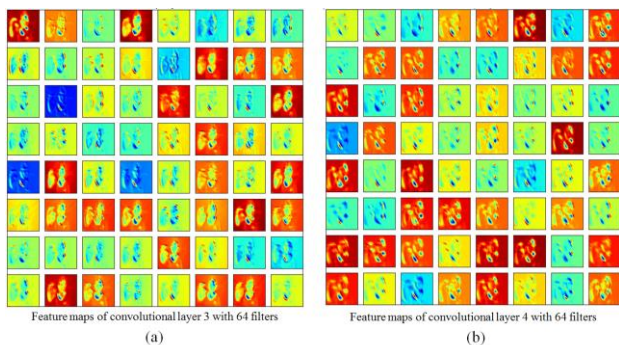 Feature maps of convolutional layer 3 with 64 filters
Feature maps of convolutional layer 4 with 64 filters
(a)
(b)